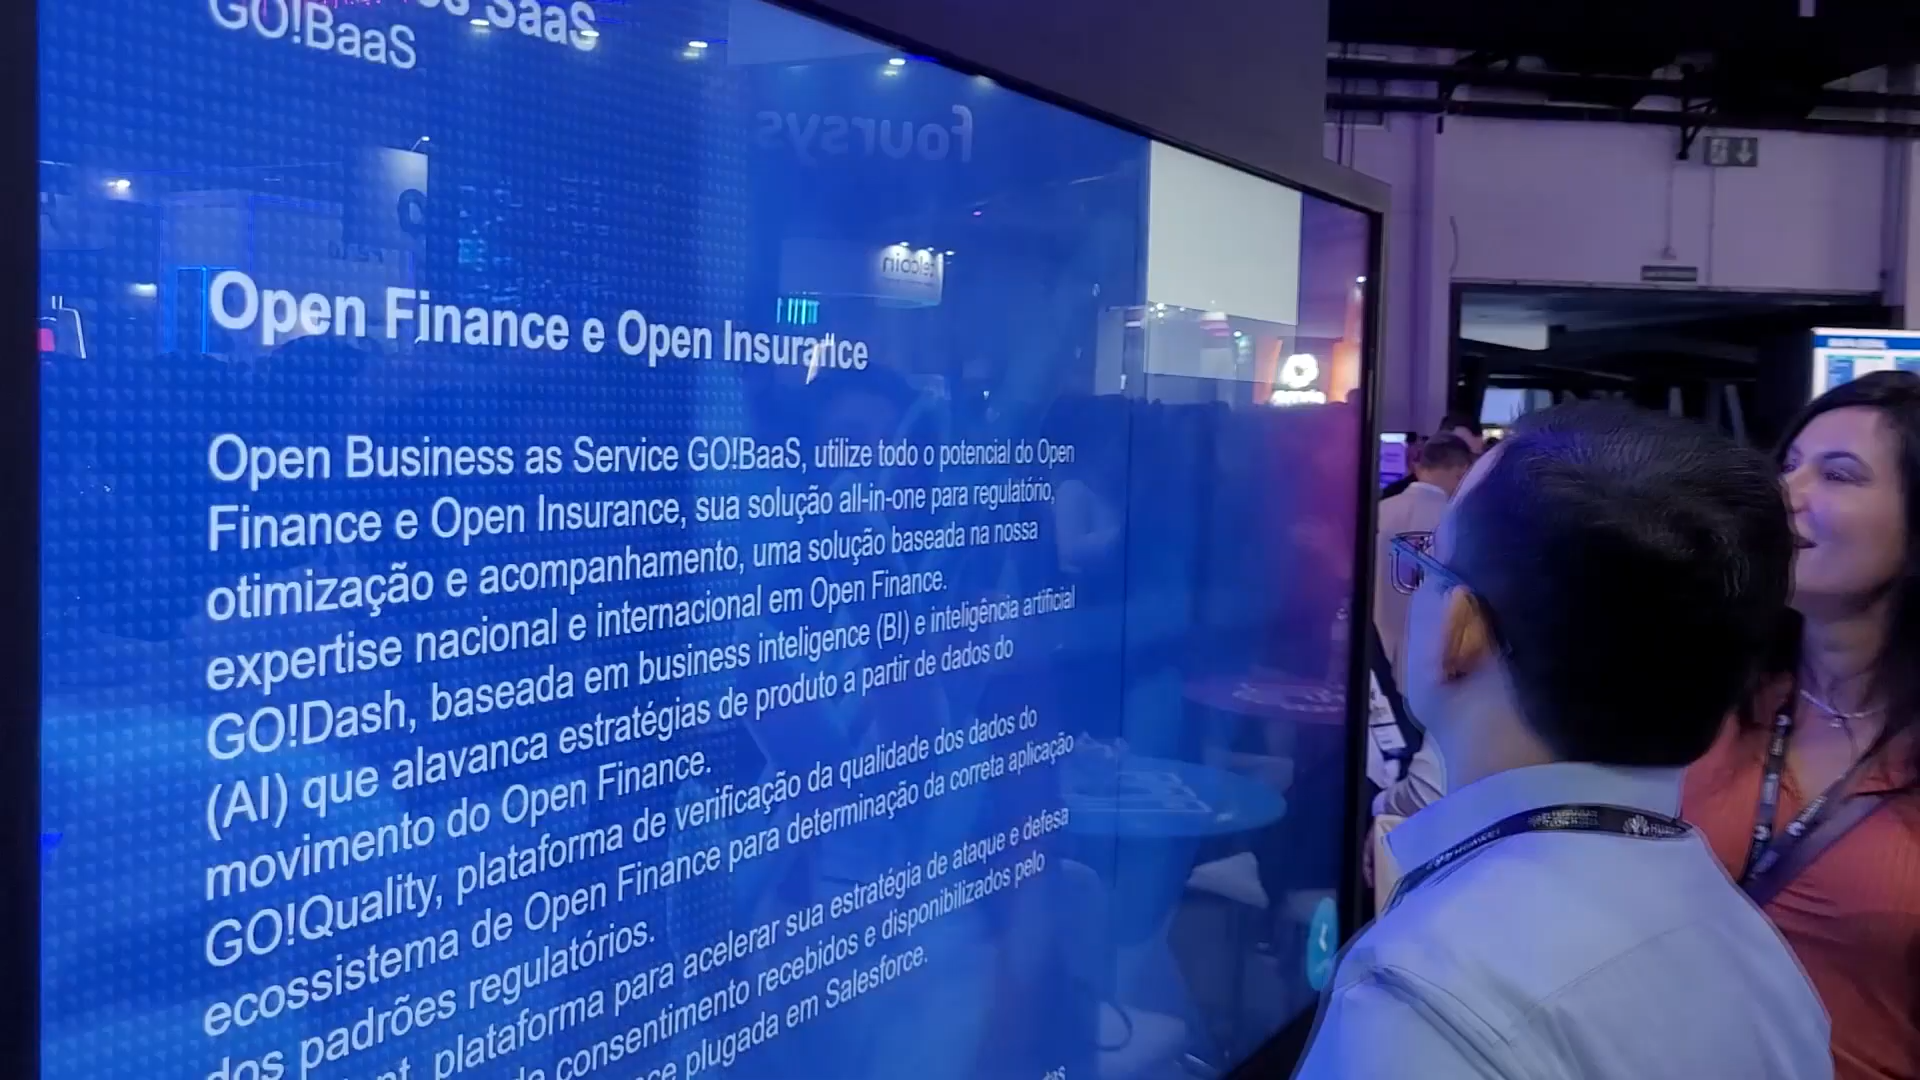 SaaS
GO!BaaS
foursys
telcoin
Open Finance e Open Insurance
Open Business as Service GO!BaaS, utilize todo o potencial do Open
Finance e Open Insurance, sua solução all-in-one para regulatório,
otimização e acompanhamento, uma solução baseada na nossa
expertise nacional e internacional em Open Finance.
GO!Dash, baseada em business inteligence (BI) e inteligência artificial
(AI) que alavanca estratégias de produto a partir de dados do
movimento do Open Finance.
GO!Quality, plataforma de verificação da qualidade dos dados do
ecossistema de Open Finance para determinação da correta aplicação
dos padrões regulatórios.
plataforma para acelerar sua estratégia de ataque e defesa
consentimento recebidos e disponibilizados pelo
plugada em Salesforce.